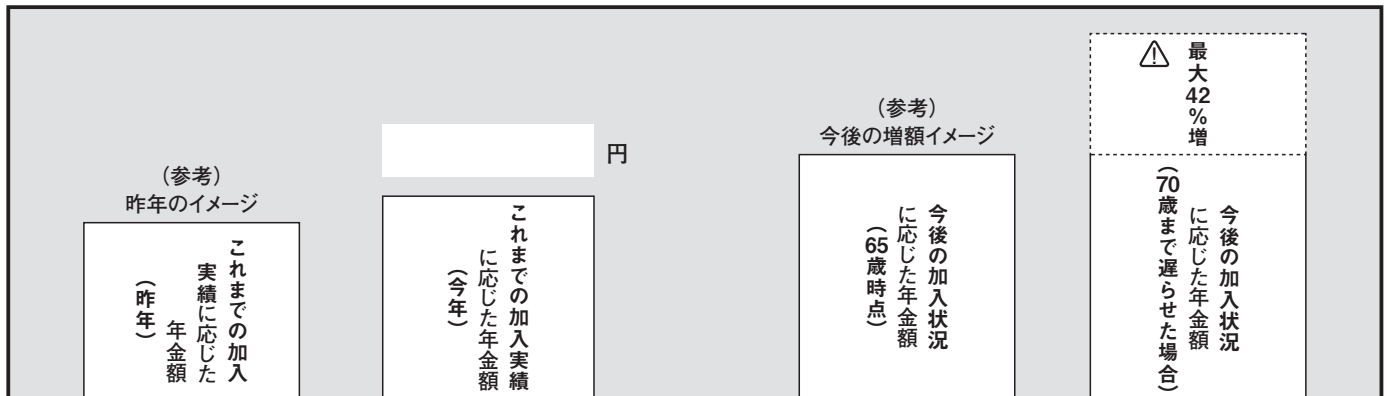 （参考）
昨年のイメージ
これまでの加入
実績に応じた
年金額
（昨年）
円
これまでの加入実績
に応じた年金額
（今年）
（参考）
今後の増額イメージ
今後の加入状況
に応じた年金額
（65歳時点）
最大42％増
今後の加入状況
に応じた年金額
（70歳まで遅らせた場合）